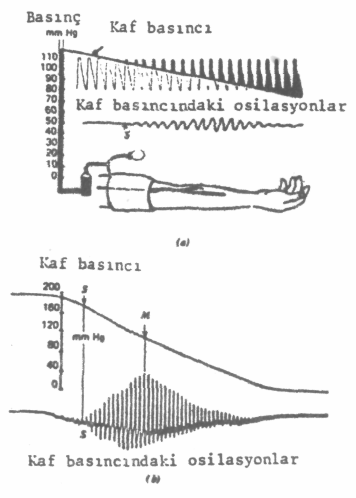 Basınç
mm Hg
Kaf basıncı
110
100
90
80
70
60
50
40
30
20
10
0
Kaf basıncındaki osilasyonlar
S
(a)
Kaf basıncı
200
160
120
80
40
0
S
M
mm Hg
S
Kaf basıncındaki osilasyonlar
(b)